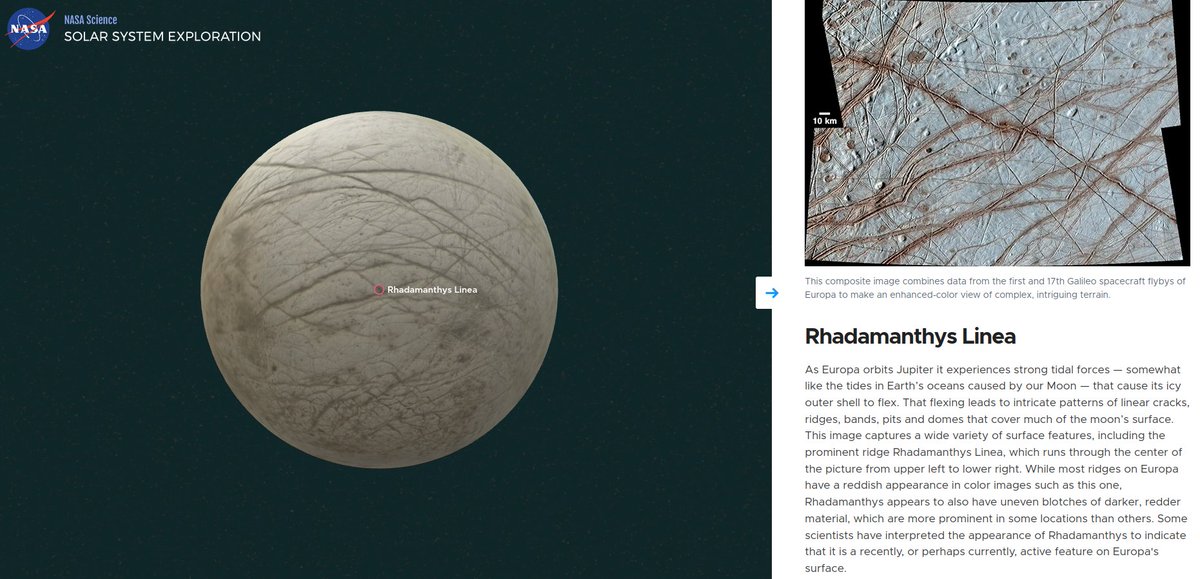 NASA
NASA Science
SOLAR SYSTEM EXPLORATION
Rhadamanthys Linea
10 km
This composite image combines data from the first and 17th Galileo spacecraft flybys of
Europa to make an enhanced-color view of complex, intriguing terrain.
Rhadamanthys Linea
As Europa orbits Jupiter it experiences strong tidal forces — somewhat
like the tides in Earth's oceans caused by our Moon — that cause its icy
outer shell to flex. That flexing leads to intricate patterns of linear cracks,
ridges, bands, pits and domes that cover much of the moon's surface.
This image captures a wide variety of surface features, including the
prominent ridge Rhadamanthys Linea, which runs through the center of
the picture from upper left to lower right. While most ridges on Europa
have a reddish appearance in color images such as this one,
Rhadamanthys appears to also have uneven blotches of darker, redder
material, which are more prominent in some locations than others. Some
scientists have interpreted the appearance of Rhadamanthys to indicate
that it is a recently, or perhaps currently, active feature on Europa's
surface.